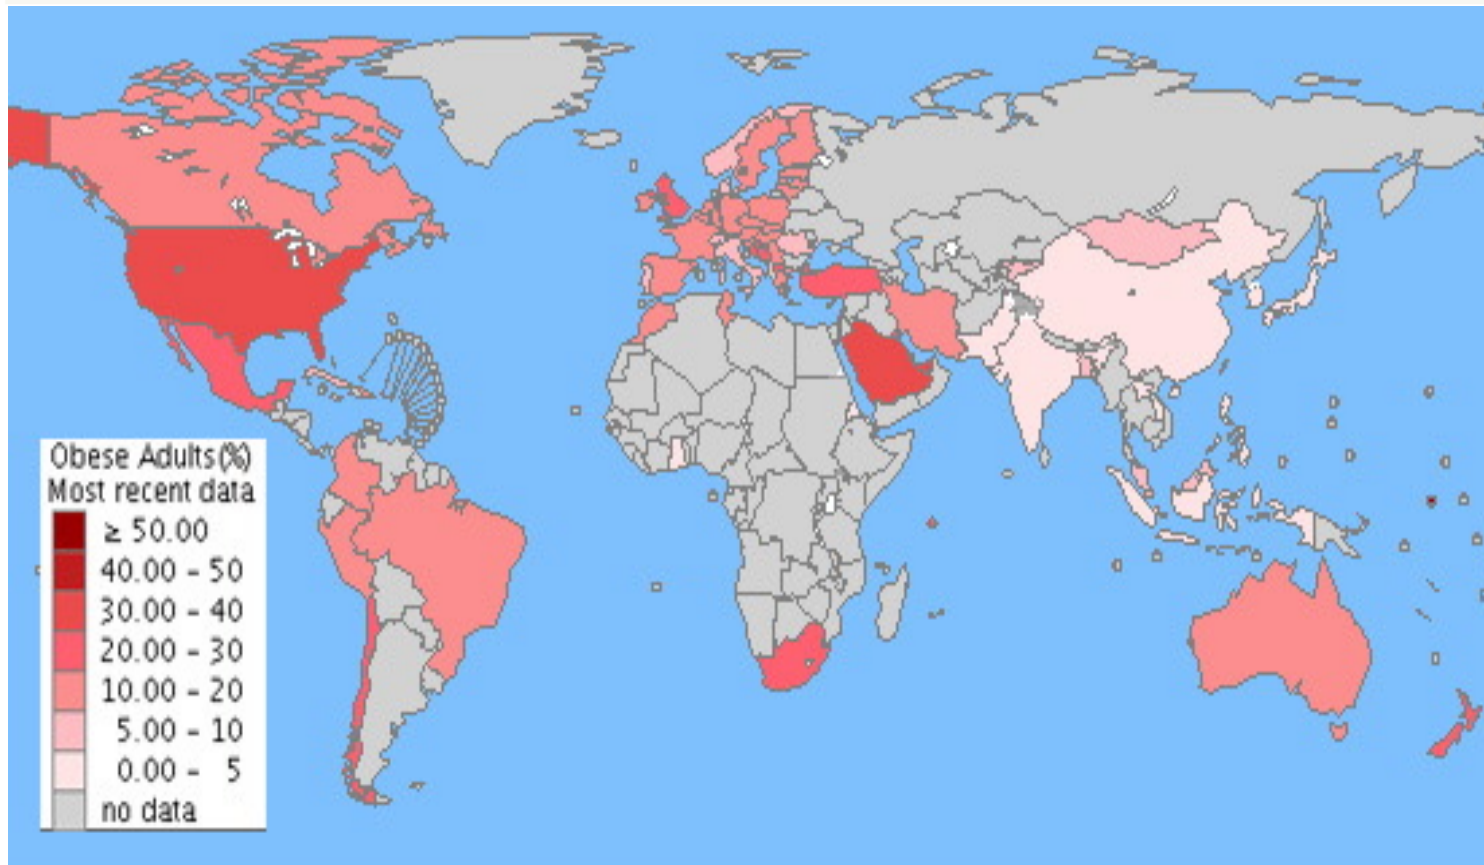 Obese Adults(%)
Most recent data
≥ 50.00
40.00 - 50
30.00 - 40
20.00 - 30
10.00 - 20
5.00 - 10
0.00 - 5
no data